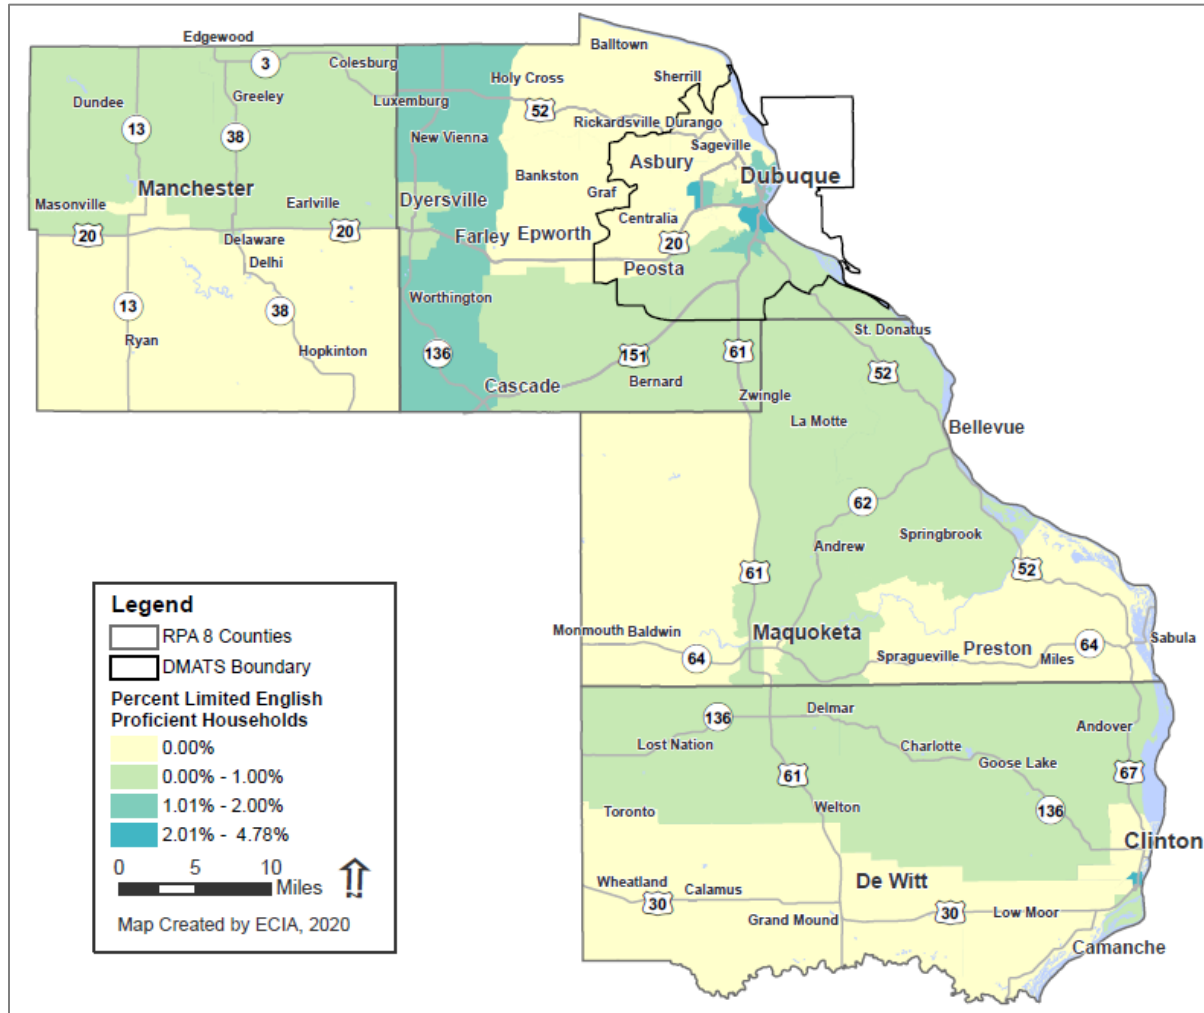 Edgewood
Balltown
3
Colesburg
Sherrill
Holy Cross
Dundee
Greeley
Luxemburg
52
13
38
New Vienna
Rickardsville
Durango
Sageville
Asbury
Manchester
Bankston
Dubuque
Masonville
Earlville
Dyersville
Graf
Centralia
20
Delaware
20
Farley
Epworth
20
Delhi
Peosta
13
38
Worthington
Ryan
Hopkinton
136
151
61
St. Donatus
Cascade
Bernard
52
Zwingle
La Motte
Bellevue
62
Andrew
Springbrook
61
52
Monmouth
Baldwin
Maquoketa
64
Spragueville
Preston
Miles
64
Sabula
136
Delmar
Andover
Lost Nation
Charlotte
Goose Lake
61
67
Toronto
Welton
136
Clinton
Wheatland
Calamus
De Witt
30
Grand Mound
30
Low Moor
Camanche
Legend
RPA 8 Counties
DMATS Boundary
Percent Limited English
Proficient Households
0.00%
0.00% - 1.00%
1.01% - 2.00%
2.01% - 4.78%
0 5 10
Miles
Map Created by ECIA, 2020